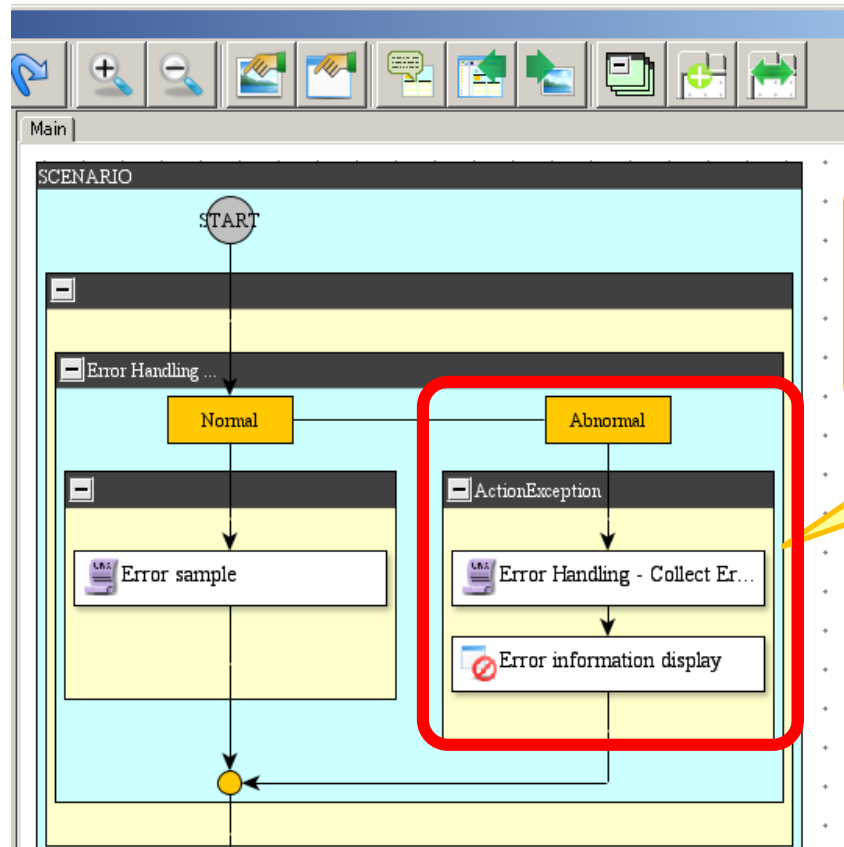 Main
SCENARIO
START
Error Handling ...
Normal
Abnormal
ActionException
Error sample
Error Handling - Collect Er...
Error information display